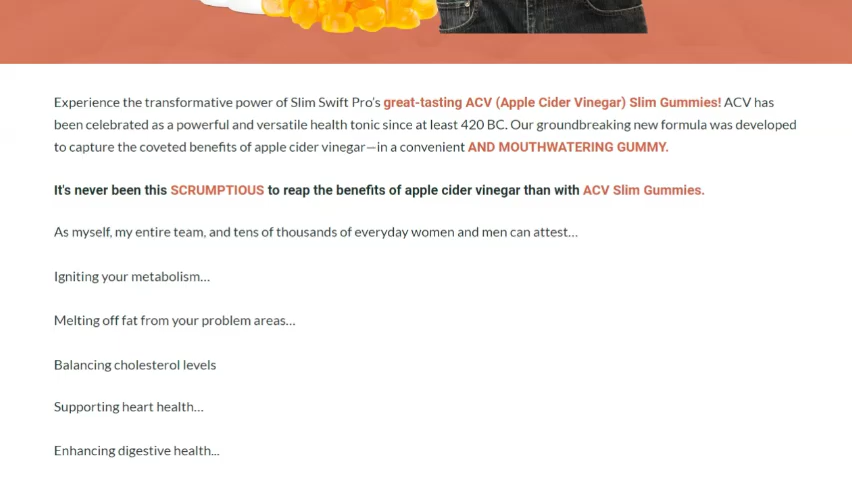 Experience the transformative power of Slim Swift Pro's great-tasting ACV (Apple Cider Vinegar) Slim Gummies! ACV has
been celebrated as a powerful and versatile health tonic since at least 420 BC. Our groundbreaking new formula was developed
to capture the coveted benefits of apple cider vinegar—in a convenient AND MOUTHWATERING GUMMY.
It's never been this SCRUMPTIOUS to reap the benefits of apple cider vinegar than with ACV Slim Gummies.
As myself, my entire team, and tens of thousands of everyday women and men can attest…
Igniting your metabolism…
Melting off fat from your problem areas…
Balancing cholesterol levels
Supporting heart health…
Enhancing digestive health...